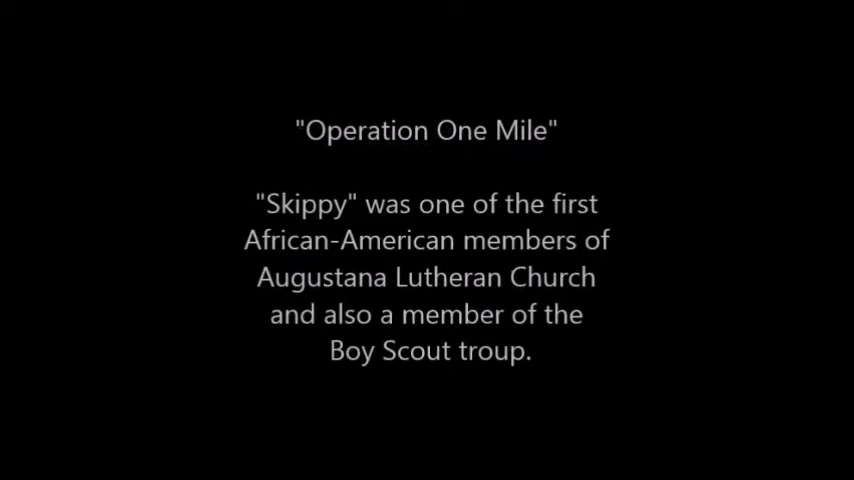 "Operation One Mile"
"Skippy" was one of the first
African-American members of
Augustana Lutheran Church
and also a member of the
Boy Scout troup.